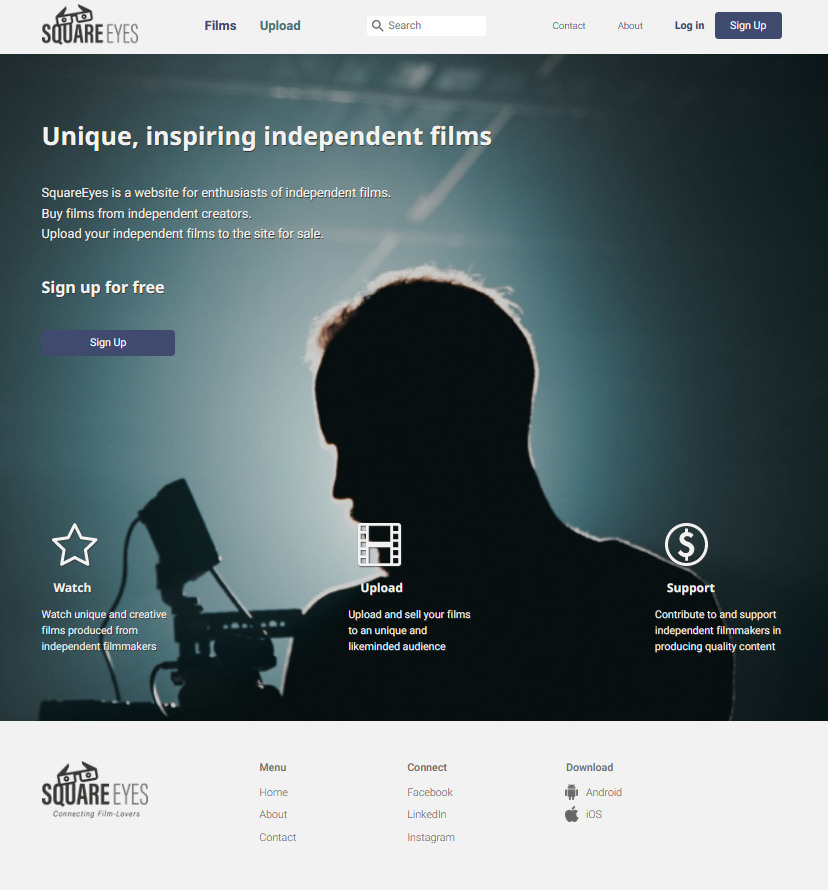 SQUARE EYES
Films
Upload
Search
Contact
About
Log in
Sign Up
Unique, inspiring independent films
SquareEyes is a website for enthusiasts of independent films.
Buy films from independent creators.
Upload your independent films to the site for sale.
Sign up for free
Sign Up
Watch
Watch unique and creative
films produced from
independent filmmakers
Upload
Upload and sell your films
to an unique and
likeminded audience
Support
Contribute to and support
independent filmmakers in
producing quality content
SQUARE EYES
Connecting Film-Lovers
Menu
Home
About
Contact
Connect
Facebook
LinkedIn
Instagram
Download
Android
iOS